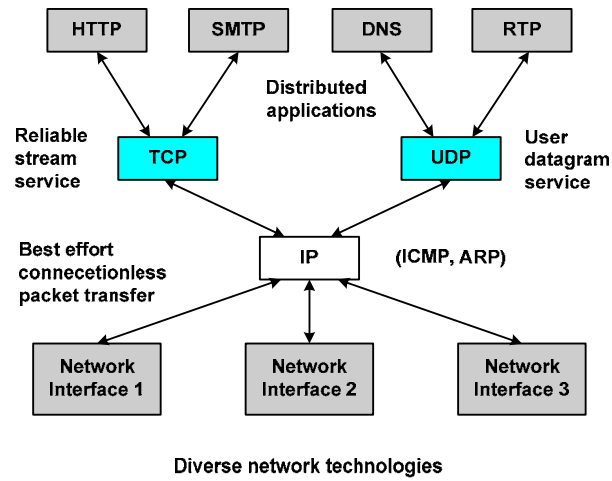 HTTP
SMTP
DNS
RTP
Distributed
applications
Reliable
stream
service
TCP
UDP
User
datagram
service
Best effort
connecetionless
packet transfer
IP
(ICMP, ARP)
Network
Interface 1
Network
Interface 2
Network
Interface 3
Diverse network technologies